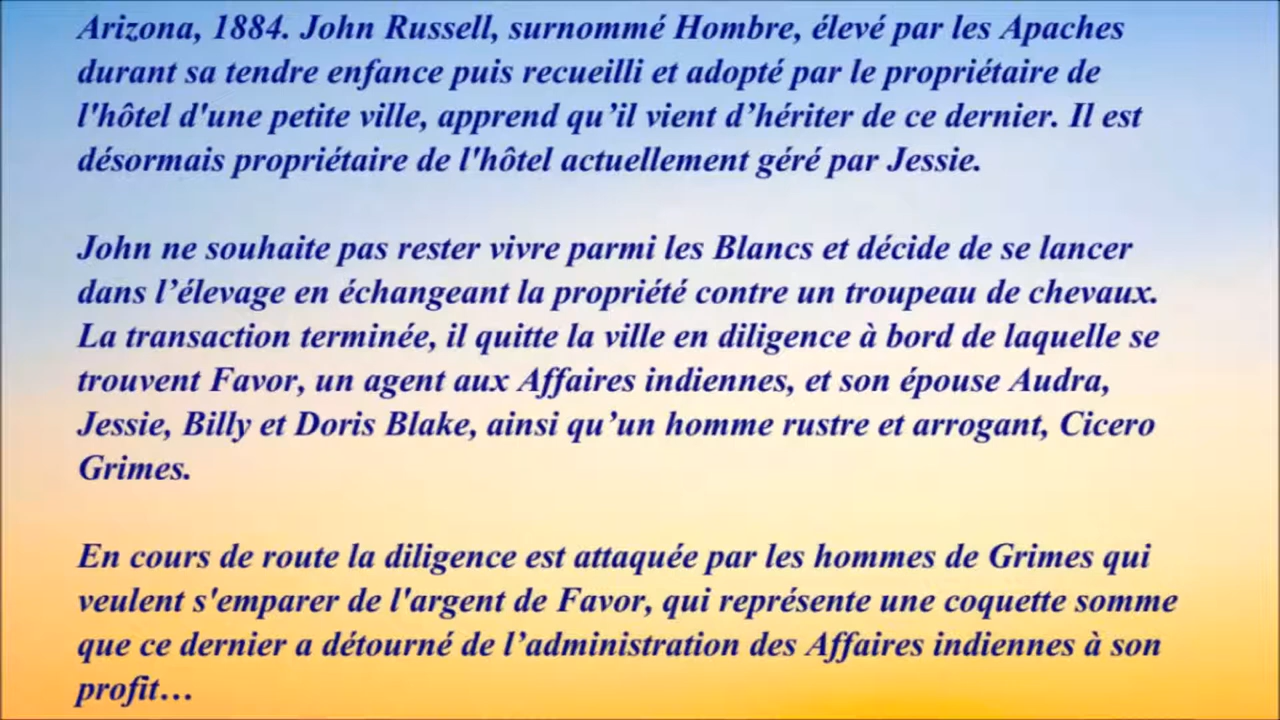 Arizona, 1884. John Russell, surnommé Hombre, élevé par les Apaches
durant sa tendre enfance puis recueilli et adopté par le propriétaire de
l'hôtel d'une petite ville, apprend qu’il vient d’hériter de ce dernier. Il est
désormais propriétaire de l'hôtel actuellement géré par Jessie.
John ne souhaite pas rester vivre parmi les Blancs et décide de se lancer
dans l’élevage en échangeant la propriété contre un troupeau de chevaux.
La transaction terminée, il quitte la ville en diligence à bord de laquelle se
trouvent Favor, un agent aux Affaires indiennes, et son épouse Audra,
Jessie, Billy et Doris Blake, ainsi qu’un homme rustre et arrogant, Cicero
Grimes.
En cours de route la diligence est attaquée par les hommes de Grimes qui
veulent s'emparer de l'argent de Favor, qui représente une coquette somme
que ce dernier a détourné de l’administration des Affaires indiennes à son
profit…